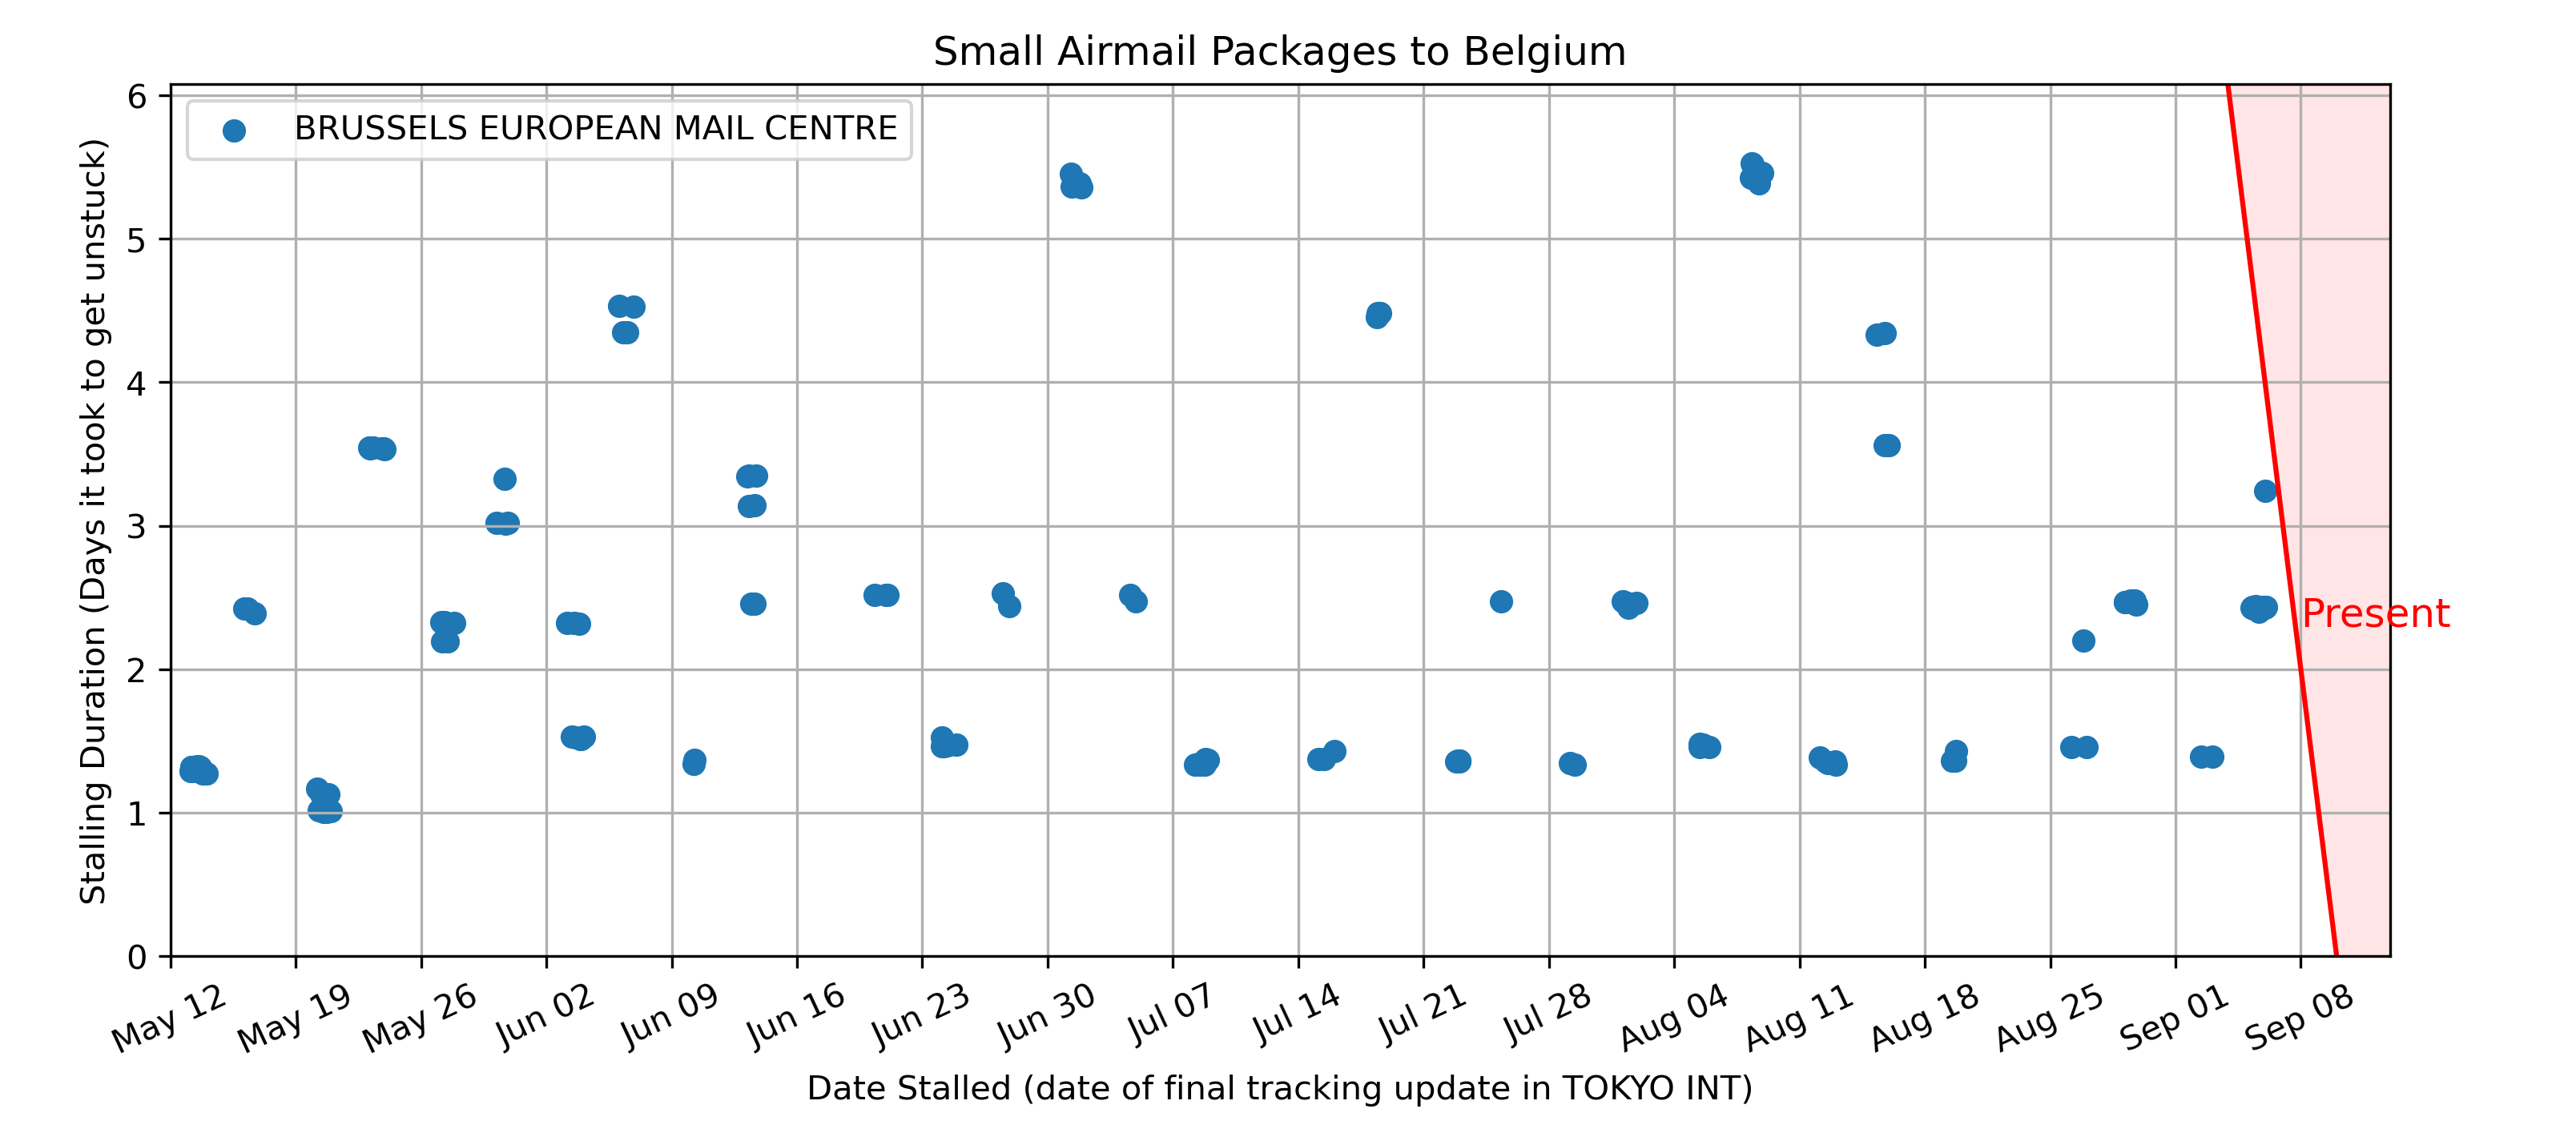 Small Airmail Packages to Belgium
BRUSSELS EUROPEAN MAIL CENTRE
Stalling Duration (Days it took to get unstuck)
6
5
4
3
2
1
0
Present
May 12 May 19 May 26 Jun 02 Jun 09 Jun 16 Jun 23 Jun 30 Jul 07 Jul 14 Jul 21 Jul 28 Aug 04 Aug 11 Aug 18 Aug 25 Sep 01 Sep 08
Date Stalled (date of final tracking update in TOKYO INT)